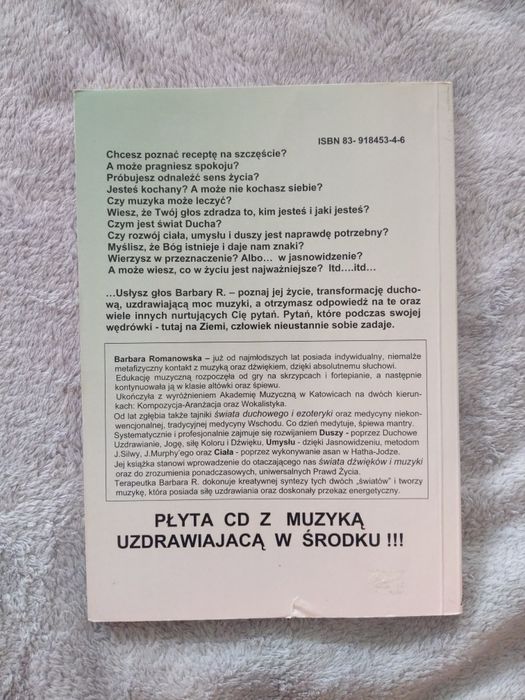 ISBN 83- 918453-4-6
Chcesz poznać receptę na szczęście?
A może pragniesz spokoju?
Próbujesz odnaleźć sens życia?
Jesteś kochany? A może nie kochasz siebie?
Czy muzyka może leczyć?
Wiesz, że Twój głos zdradza to, kim jesteś i jaki jesteś?
Czym jest świat Ducha?
Czy rozwój ciała, umysłu i duszy jest naprawdę potrzebny?
Myślisz, że Bóg istnieje i daje nam znaki?
Wierzysz w przeznaczenie? Albo... w jasnowidzenie?
A może wiesz, co w życiu jest najważniejsze? Itd....itd...
...Usłysz głos Barbary R. – poznaj jej życie, transformację ducho-
wą, uzdrawiającą moc muzyki, a otrzymasz odpowiedź na te oraz
wiele innych nurtujących Cię pytań. Pytań, które podczas swojej
wędrówki - tutaj na Ziemi, człowiek nieustannie sobie zadaje.
Barbara Romanowska – już od najmłodszych lat posiada indywidualny, niemalże
metafizyczny kontakt z muzyką oraz dźwiękiem, dzięki absolutnemu słuchowi.
Edukację muzyczną rozpoczęła od gry na skrzypcach i fortepianie, a następnie
kontynuowała ją w klasie altówki oraz śpiewu.
Ukończyła z wyróżnieniem Akademię Muzyczną w Katowicach na dwóch kierun-
kach: Kompozycja-Aranżacja oraz Wokalistyka.
Od lat zgłębia także tajniki świata duchowego i ezoteryki oraz medycyny niekon-
wencjonalnej, tradycyjnej medycyny Wschodu. Co dzień medytuje, śpiewa mantry.
Systematycznie i profesjonalnie zajmuje się rozwijaniem Duszy - poprzez Duchowe
Uzdrawianie, Jogę, siłę Koloru i Dźwięku, Umysłu - dzięki Jasnowidzeniu, metodom
J.Silwy, J.Murphy'ego oraz Ciała - poprzez wykonywanie asan w Hatha-Jodze.
Jej książka stanowi wprowadzenie do otaczającego nas świata dźwięków i muzyki
oraz do zrozumienia ponadczasowych, uniwersalnych Prawd Życia.
Terapeutka Barbara R. dokonuje kreatywnej syntezy tych dwóch „światów" i tworzy
muzykę, która posiada siłę uzdrawiania oraz doskonały przekaz energetyczny.
PŁYTA CD Z MUZYKĄ
UZDRAWIAJACĄ W ŚRODKU !!!